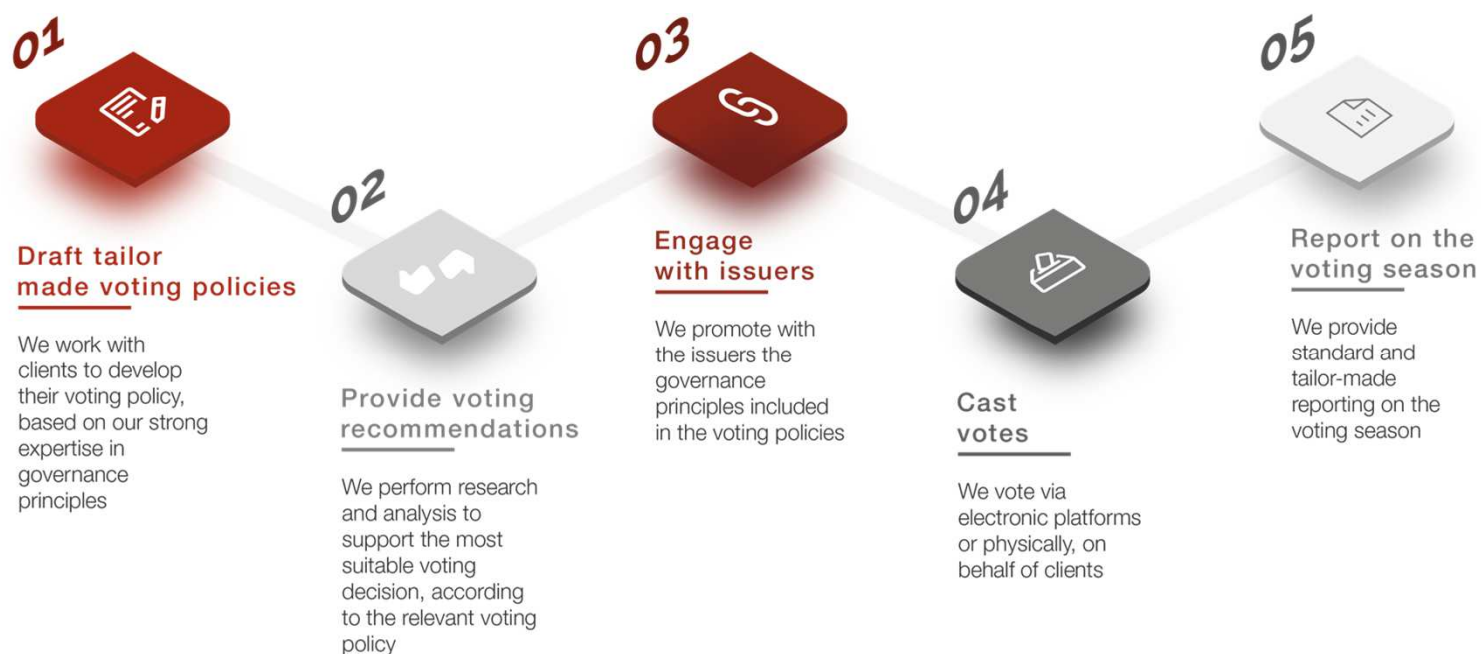 01
Draft tailor
made voting policies
We work with
clients to develop
their voting policy,
based on our strong
expertise in
governance
principles
02
Provide voting
recommendations
We perform research
and analysis to
support the most
suitable voting
decision, according
to the relevant voting
policy
03
Engage
with issuers
We promote with
the issuers the
governance
principles included
in the voting policies
04
Cast
votes
We vote via
electronic platforms
or physically, on
behalf of clients
05
Report on the
voting season
We provide
standard and
tailor-made
reporting on the
voting season